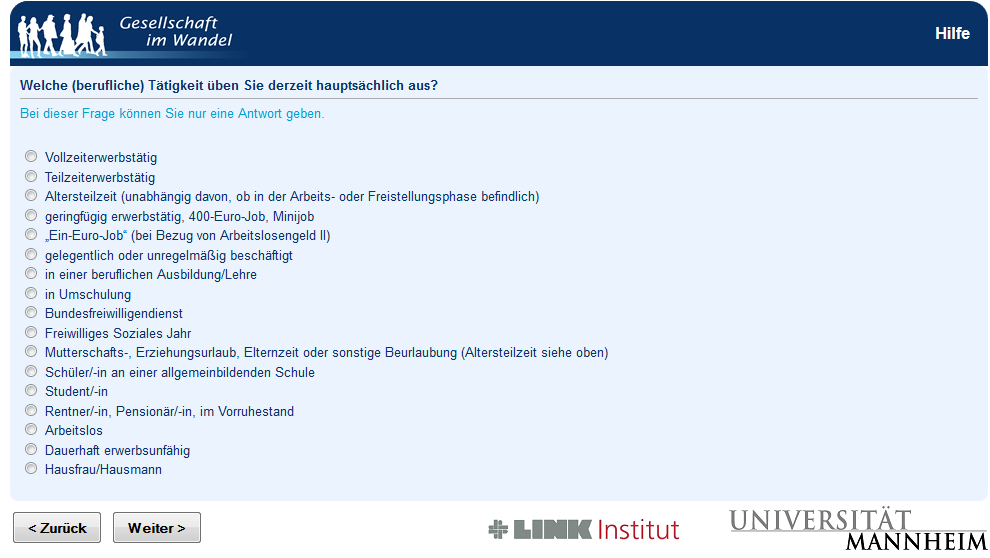 Gesellschaft
im Wandel
Hilfe
Welche (berufliche) Tätigkeit üben Sie derzeit hauptsächlich aus?
Bei dieser Frage können Sie nur eine Antwort geben.
Vollzeiterwerbstätig
Teilzeiterwerbstätig
Altersteilzeit (unabhängig davon, ob in der Arbeits- oder Freistellungsphase befindlich)
geringfügig erwerbstätig, 400-Euro-Job, Minijob
„Ein-Euro-Job“ (bei Bezug von Arbeitslosengeld II)
gelegentlich oder unregelmäßig beschäftigt
in einer beruflichen Ausbildung/Lehre
in Umschulung
Bundesfreiwilligendienst
Freiwilliges Soziales Jahr
Mutterschafts-, Erziehungsurlaub, Elternzeit oder sonstige Beurlaubung (Altersteilzeit siehe oben)
Schüler/-in an einer allgemeinbildenden Schule
Student/-in
Rentner/-in, Pensionär/-in, im Vorruhestand
Arbeitslos
Dauerhaft erwerbsunfähig
Hausfrau/Hausmann
< Zurück
Weiter >
LINK Institut
UNIVERSITÄT
MANNHEIM